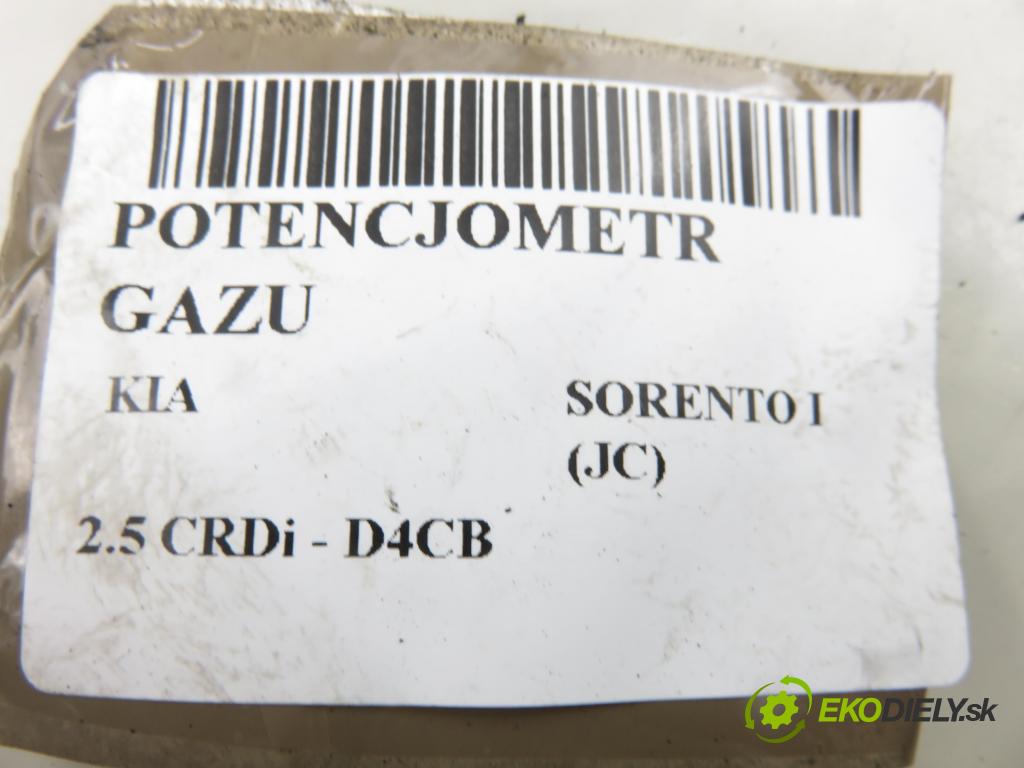 POTENCJOMETR
GAZU
KIA SORENTO I
(JC)
2.5 CRDi - D4CB
EKODIELY.sk